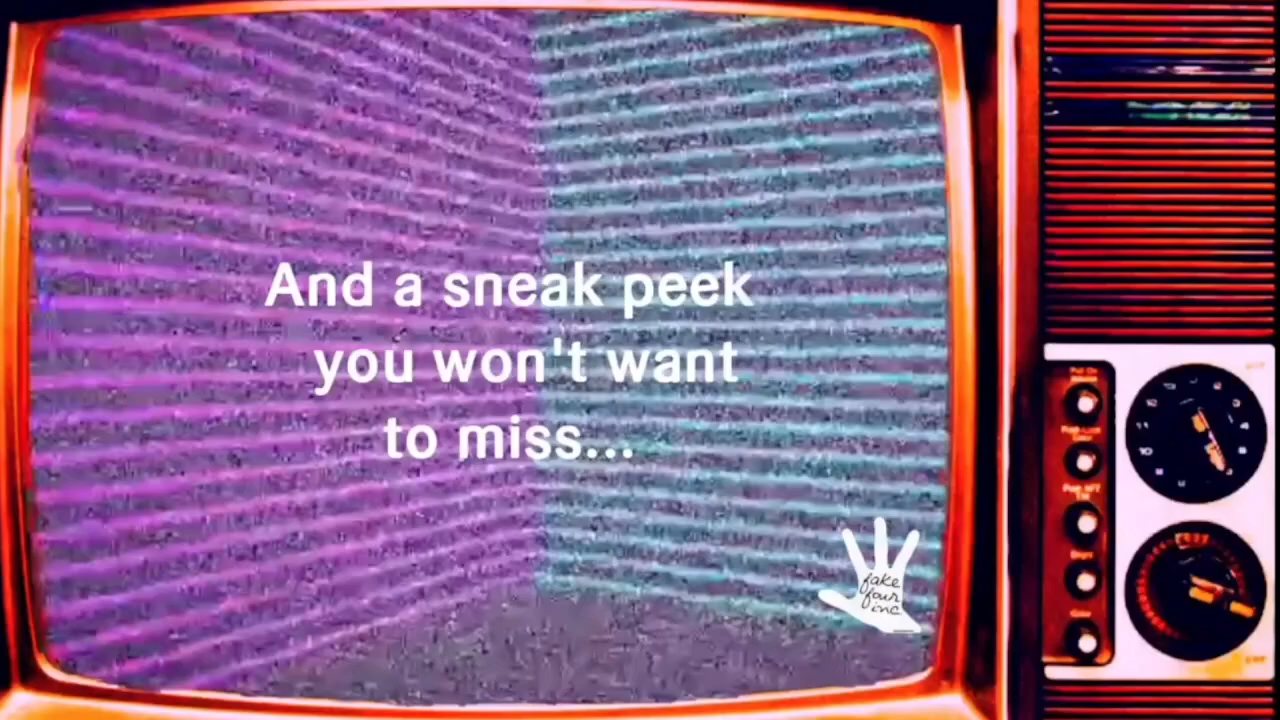 And a sneak peek
you won't want
to miss...
fake
four
inc